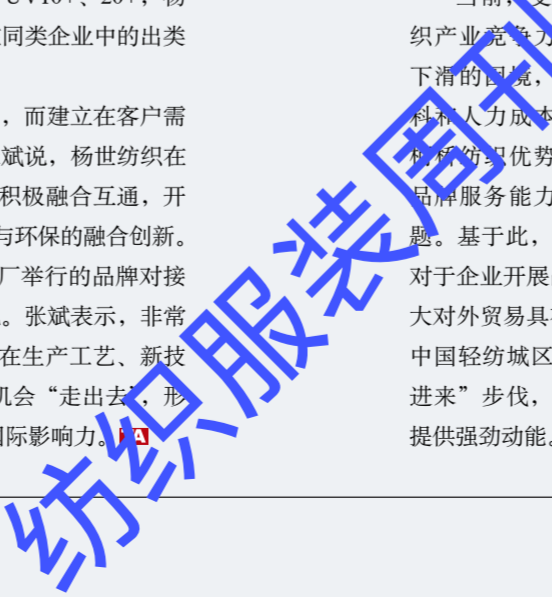 同类企业中的出类
，而建立在客户需
斌说，杨世纺织在
积极融合互通，开
与环保的融合创新。
厂举行的品牌对接
。张斌表示，非常
在生产工艺、新技
机会“走出去”，形
国际影响力。
织产业竞争力
下滑的困境，
料和人力成本
柯桥纺织优势
品牌服务能力
题。基于此，
对于企业开展
大对外贸易具
中国轻纺城区
进来”步伐，
提供强劲动能。
纺织服装周刊